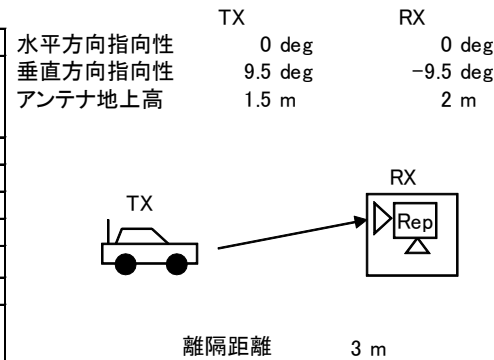 TX RX
水平方向指向性 0 deg 0 deg
垂直方向指向性 9.5 deg −9.5 deg
アンテナ地上高 1.5 m 2 m
RX
TX
Rep
離隔距離 3 m